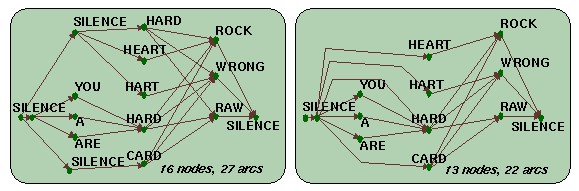 SILENCE
HARD
ROCK
HEART
WRONG
YOU
HART
SILENCE
A
HARD
RAW
SILENCE
ARE
SILENCE
CARD
16 nodes, 27 arcs
ROCK
HEART
WRONG
YOU
HART
SILENCE
A
HARD
RAW
SILENCE
ARE
CARD
13 nodes, 22 arcs